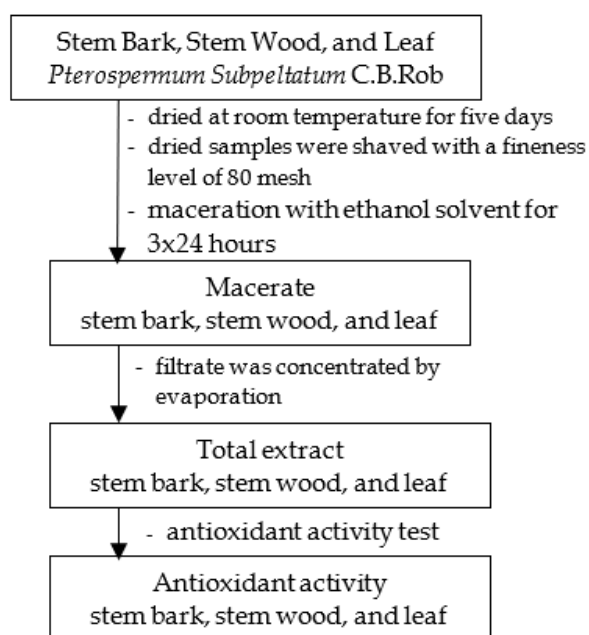 Stem Bark, Stem Wood, and Leaf
Pterospermum Subpeltatum C.B.Rob
- dried at room temperature for five days
- dried samples were shaved with a fineness
level of 80 mesh
- maceration with ethanol solvent for
3x24 hours
Macerate
stem bark, stem wood, and leaf
- filtrate was concentrated by
evaporation
Total extract
stem bark, stem wood, and leaf
- antioxidant activity test
Antioxidant activity
stem bark, stem wood, and leaf